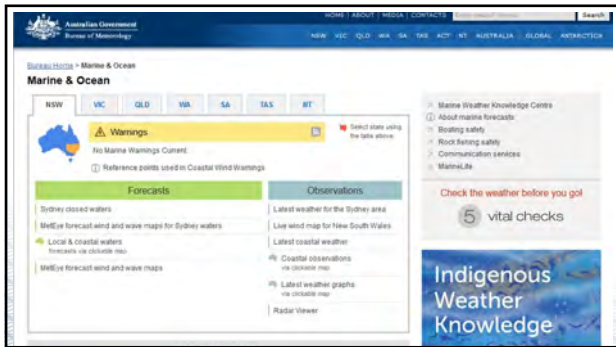 HOME | ABOUT | MEDIA | CONTACTS
Search
Australian Government
Bureau of Meteorology
NSW VIC QLD WA SA TAS ACT NT AUSTRALIA GLOBAL ANTARCTICA
Bureau Home > Marine & Ocean
Marine & Ocean
NSW VIC QLD WA SA TAS NT
Warnings
Select state using
the tabs above.
No Marine Warnings Current.
Reference points used in Coastal Wind Warnings
Forecasts
Sydney closed waters
MetEye forecast wind and wave maps for Sydney waters
Local & coastal waters
forecasts via clickable map
MetEye forecast wind and wave maps
Observations
Latest weather for the Sydney area
Live wind map for New South Wales
Latest coastal weather
Coastal observations
via clickable map
Latest weather graphs
via clickable map
Radar Viewer
Marine Weather Knowledge Centre
About marine forecasts
Boating safety
Rock fishing safety
Communication services
MarineLife
Check the weather before you go!
5 vital checks
Indigenous
Weather
Knowledge